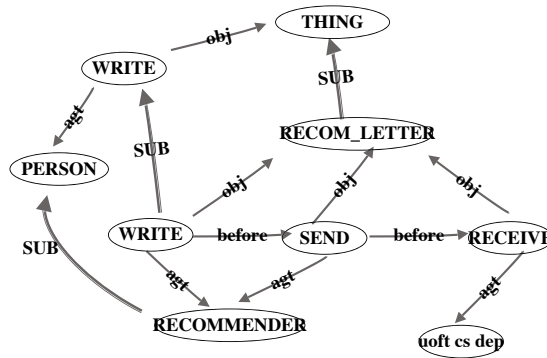 THING
obj
WRITE
SUB
agt
RECOM_LETTER
PERSON
SUB
obj
obj
obj
WRITE
before
SEND
before
RECEIVE
SUB
agt
agt
agt
RECOMMENDER
uoft cs dep